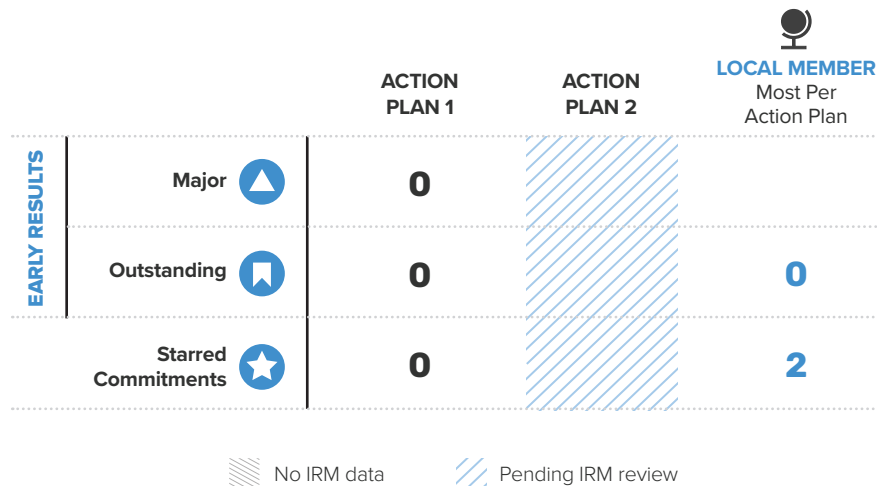 ACTION
PLAN 1
ACTION
PLAN 2
LOCAL MEMBER
Most Per
Action Plan
EARLY RESULTS
Major
0
Outstanding
0
0
Starred
Commitments
0
2
No IRM data
Pending IRM review